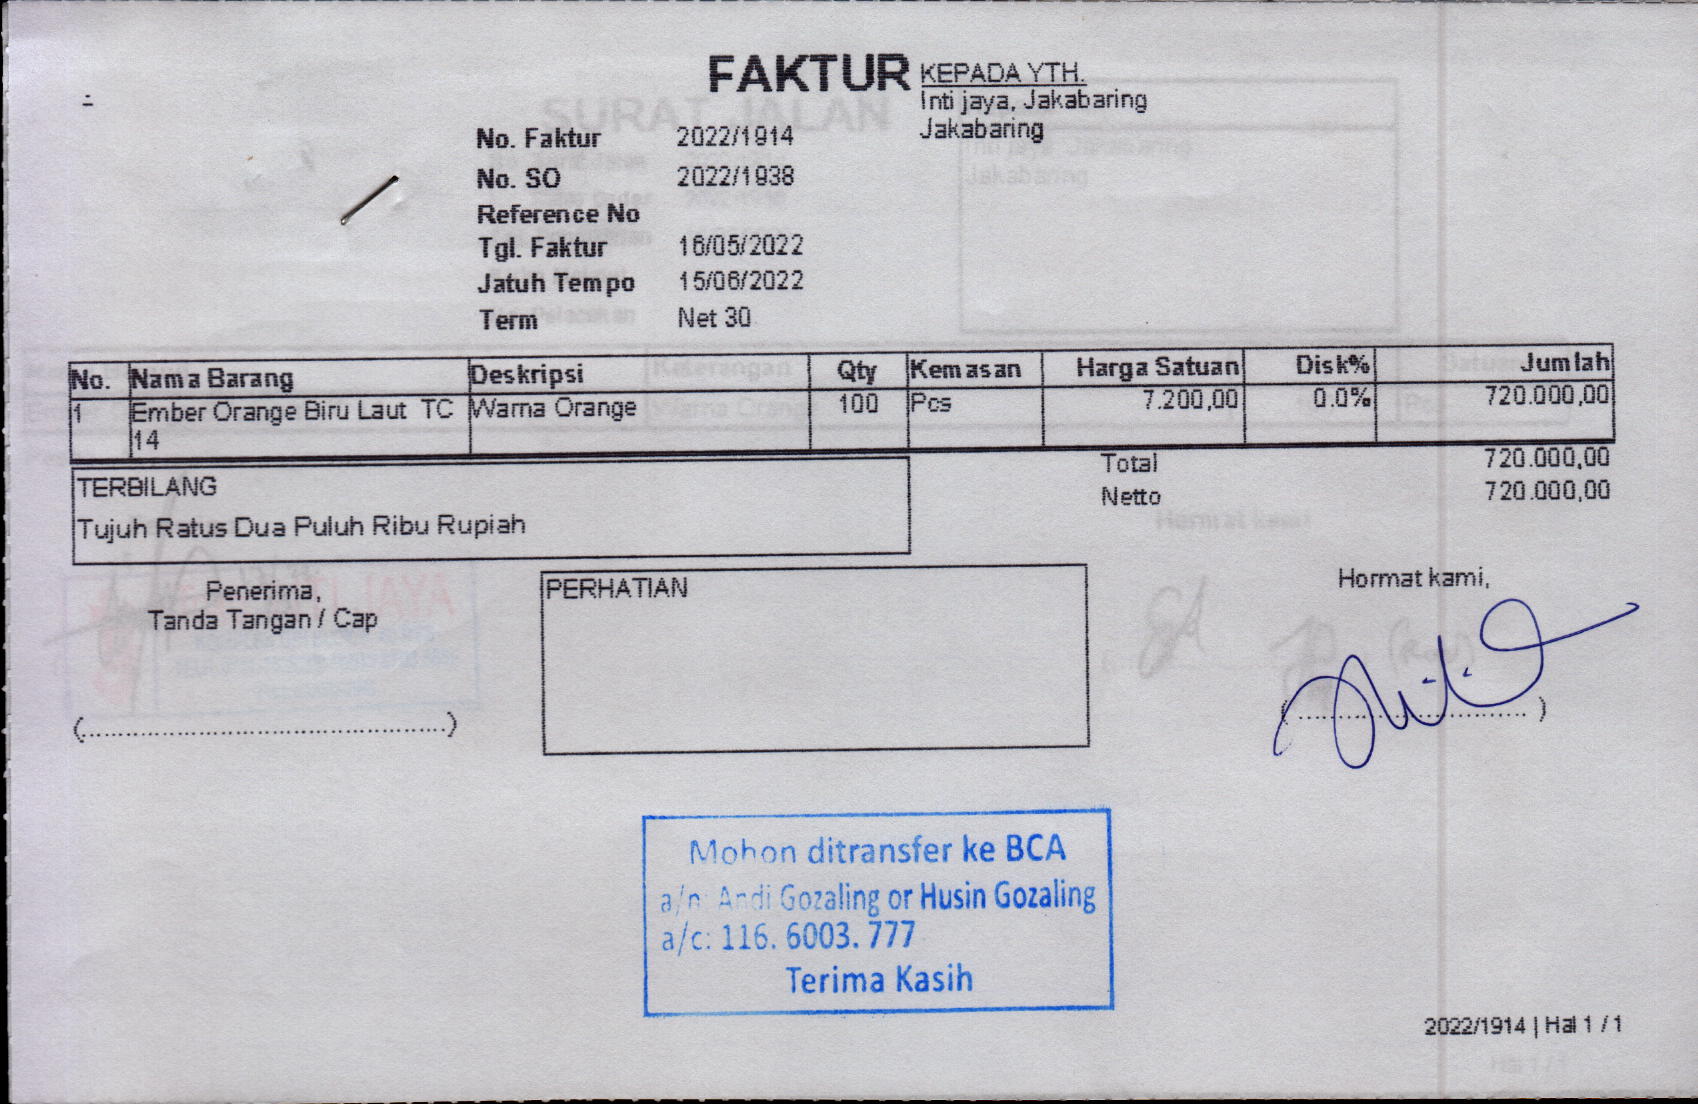 FAKTUR
KEPADA YTH.
Inti jaya, Jakabaring
Jakabaring
No. Faktur 2022/1914
No. SO 2022/1938
Reference No
Tgl. Faktur 16/05/2022
Jatuh Tempo 15/06/2022
Term Net 30
No. Nama Barang Deskripsi Qty Kemasan Harga Satuan Disk% Jumlah
1 Ember Orange Biru Laut TC Warna Orange 100 Pcs 7.200,00 0,0% 720.000,00
14
Total 720.000,00
Netto 720.000,00
TERBILANG
Tujuh Ratus Dua Puluh Ribu Rupiah
Penerima,
Tanda Tangan / Cap
PERHATIAN
Hormat kami,
(................................................)
( .............................. )
Mohon ditransfer ke BCA
a/n: Andi Gozaling or Husin Gozaling
a/c: 116. 6003. 777
Terima Kasih
2022/1914 | Hal 1 / 1